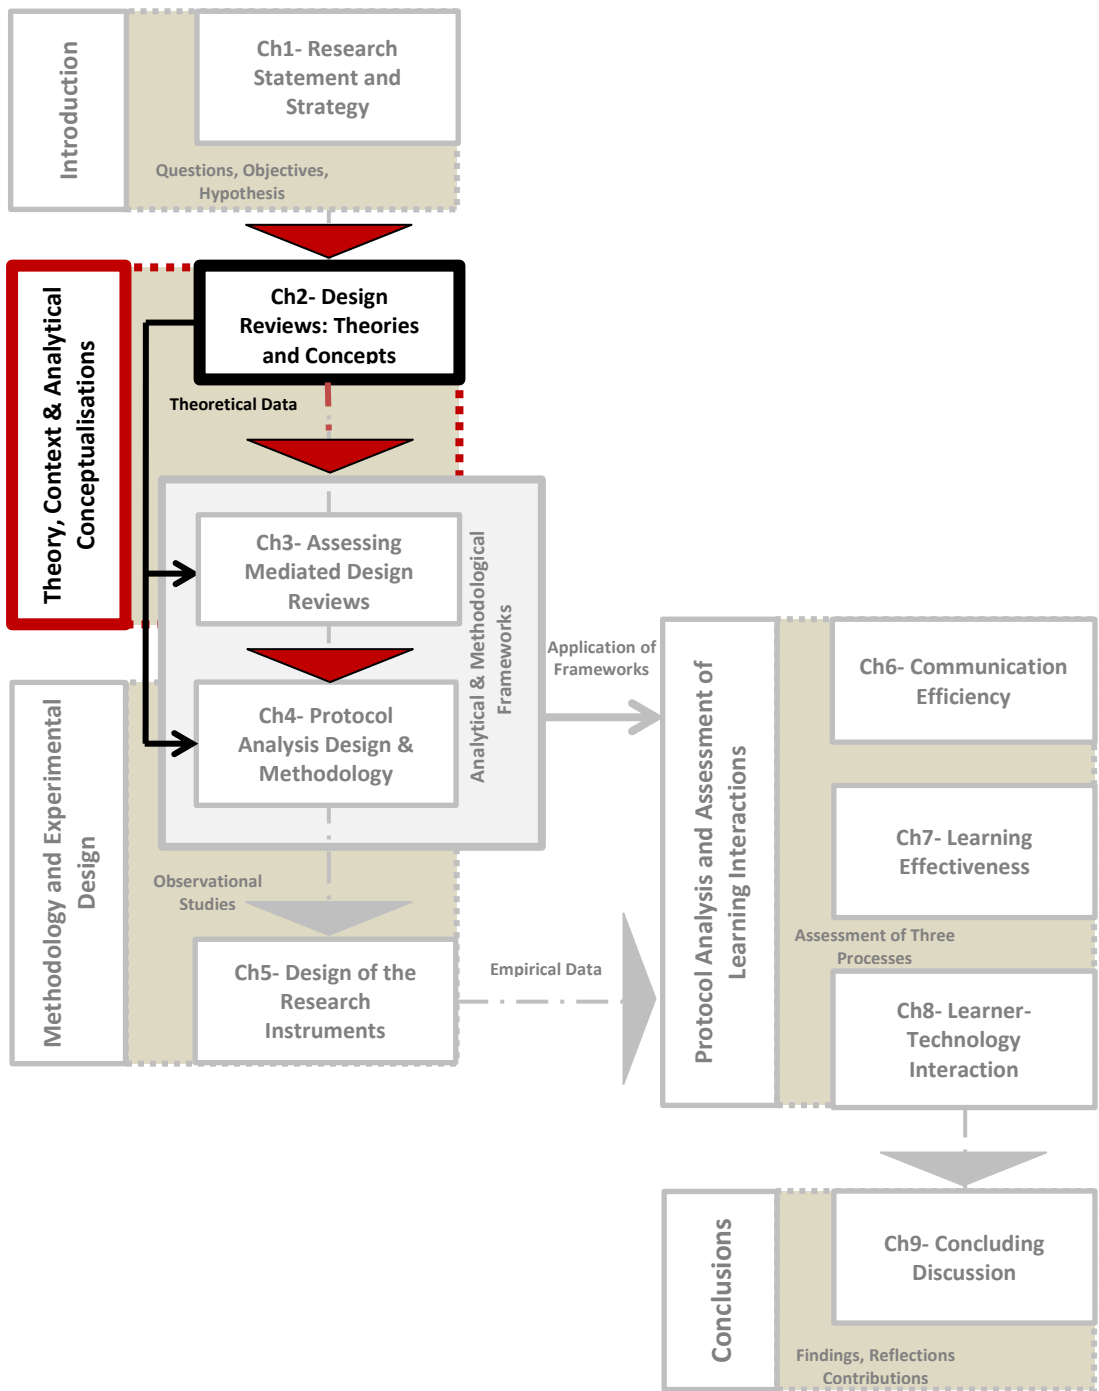 Introduction
Ch1- Research
Statement and
Strategy
Questions, Objectives,
Hypothesis
Theory, Context & Analytical
Conceptualisations
Ch2- Design
Reviews: Theories
and Concepts
Theoretical Data
Ch3- Assessing
Mediated Design
Reviews
Analytical & Methodological
Frameworks
Ch4- Protocol
Analysis Design &
Methodology
Methodology and Experimental
Design
Observational
Studies
Ch5- Design of the
Research
Instruments
Application of
Frameworks
Empirical Data
Protocol Analysis and Assessment of
Learning Interactions
Ch6- Communication
Efficiency
Ch7- Learning
Effectiveness
Assessment of Three
Processes
Ch8- Learner-
Technology
Interaction
Conclusions
Ch9- Concluding
Discussion
Findings, Reflections
Contributions